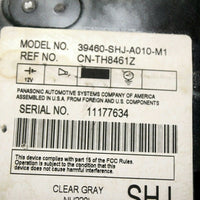 MODEL NO. 39460-SHJ-A010-M1
REF NO. CN-TH8461Z
12V
PANASONIC AUTOMOTIVE SYSTEMS COMPANY OF AMERICA
ASSEMBLED IN U.S.A. FROM FOREIGN AND U.S. COMPONENTS
SERIAL NO. 11177634
This device complies with part 15 of the FCC Rules.
Operation is subject to the condition that this device
does not cause harmful interference.
CLEAR GRAY
SHJ